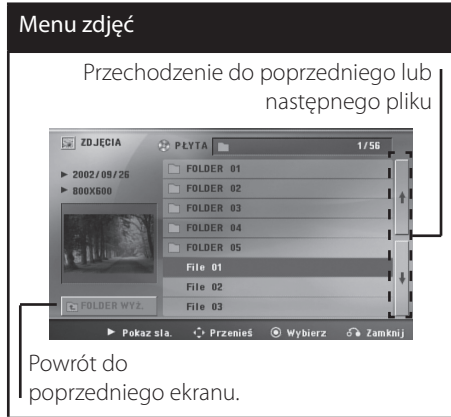 Menu zdjęć
Przechodzenie do poprzedniego lub
następnego pliku
ZDJĘCIA
PŁYTA
1/56
2002/09/26
800X600
FOLDER 01
FOLDER 02
FOLDER 03
FOLDER 04
FOLDER 05
File 01
File 02
File 03
FOLDER WYŻ.
Pokaz sla.
Przenieś
Wybierz
Zamknij
Powrót do
poprzedniego ekranu.